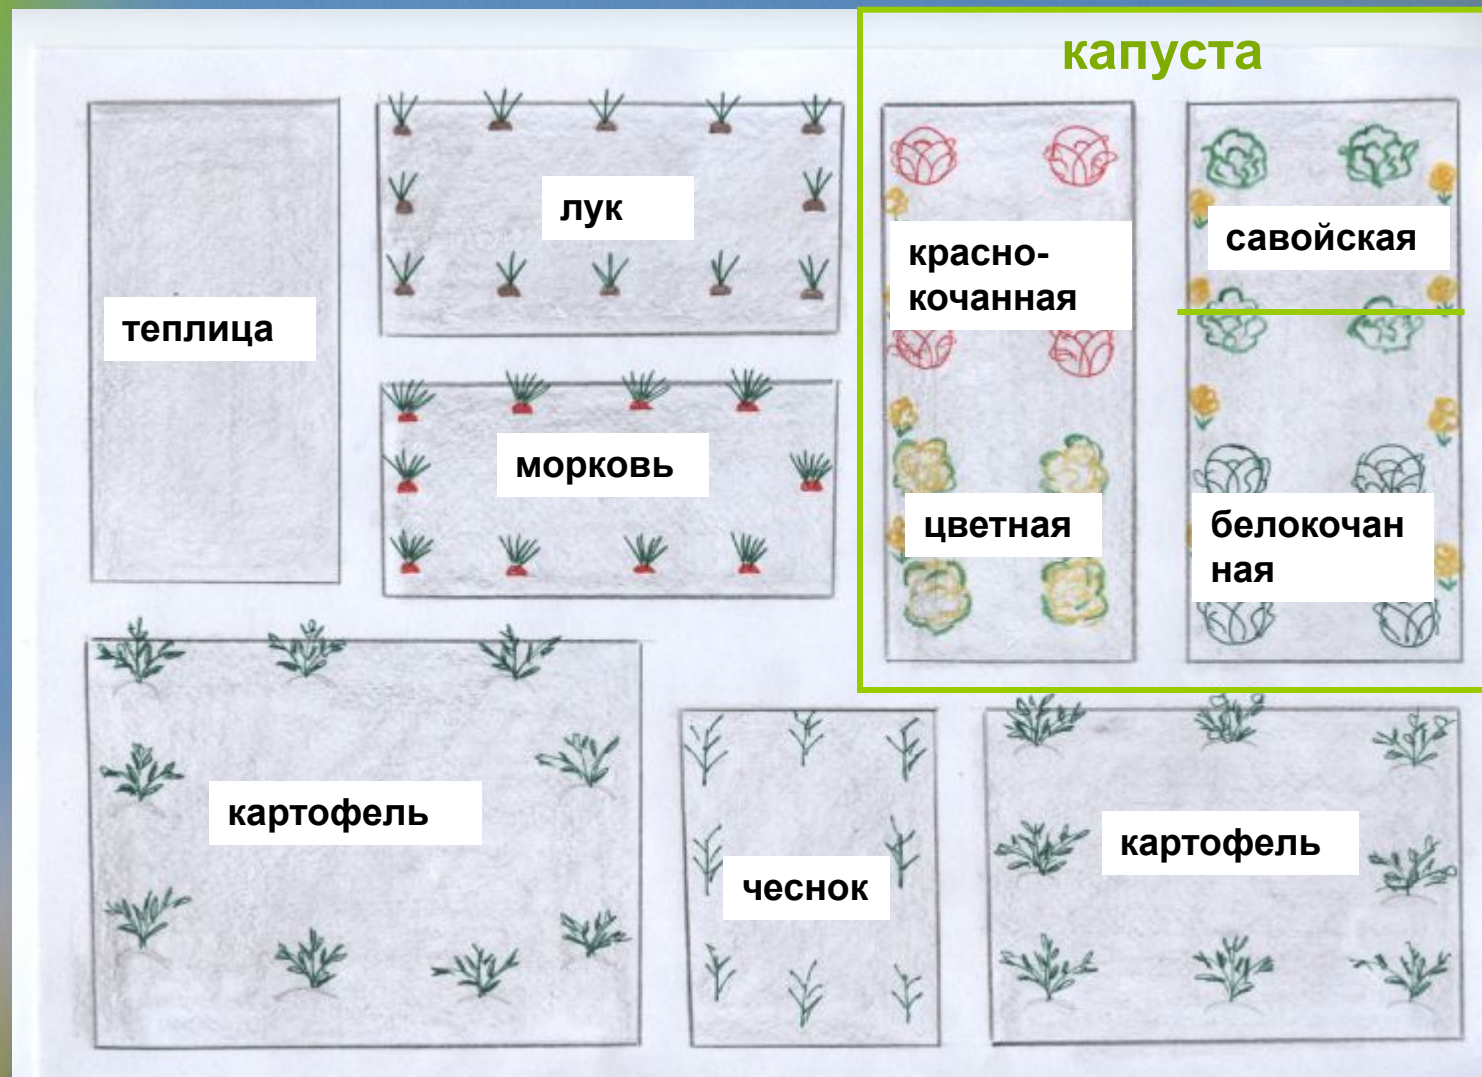 капуста
лук
красно-
кочанная
савойская
теплица
морковь
цветная
белокочан
ная
картофель
чеснок
картофель